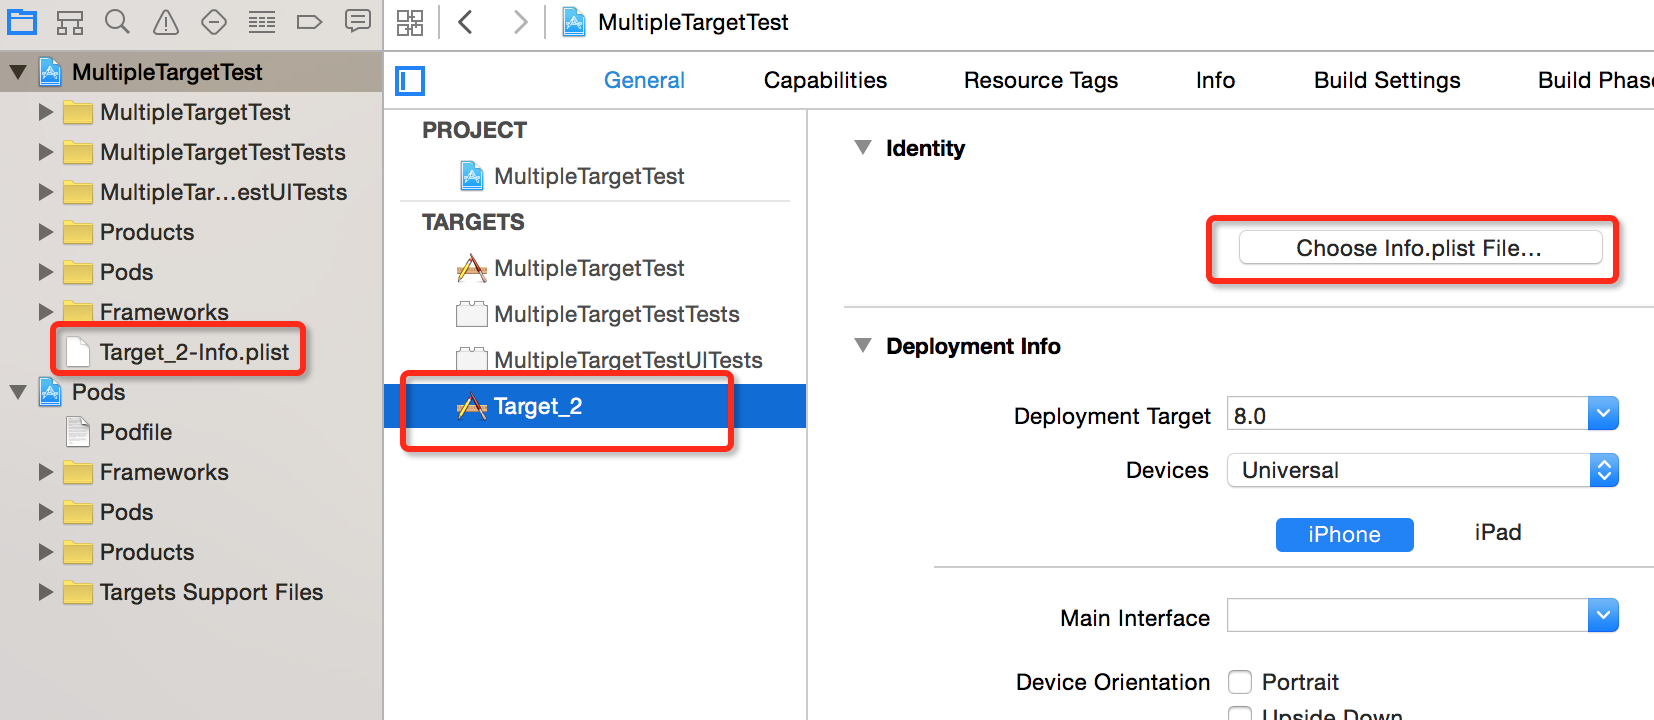 MultipleTargetTest
MultipleTargetTest
MultipleTargetTestTests
MultipleTar...estUITests
Products
Pods
Frameworks
Target_2-Info.plist
Pods
Podfile
Frameworks
Pods
Products
Targets Support Files
MultipleTargetTest
General Capabilities Resource Tags Info Build Settings Build Phas
PROJECT
MultipleTargetTest
TARGETS
MultipleTargetTest
MultipleTargetTestTests
MultipleTargetTestUITests
Target_2
Identity
Choose Info.plist File...
Deployment Info
Deployment Target 8.0
Devices Universal
iPhone iPad
Main Interface
Device Orientation Portrait
Upside Down